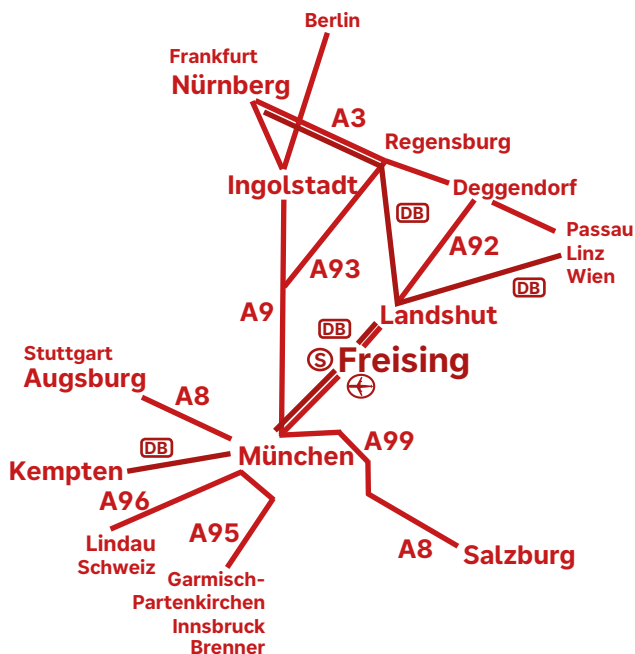 Berlin
Frankfurt
Nürnberg
A3
Regensburg
Ingolstadt
Deggendorf
DB
Passau
Linz
Wien
A92
A93
DB
A9
Landshut
DB
S
Freising
Stuttgart
Augsburg
A8
DB
München
A99
Kempten
A96
A95
Lindau
Schweiz
A8
Salzburg
Garmisch-
Partenkirchen
Innsbruck
Brenner